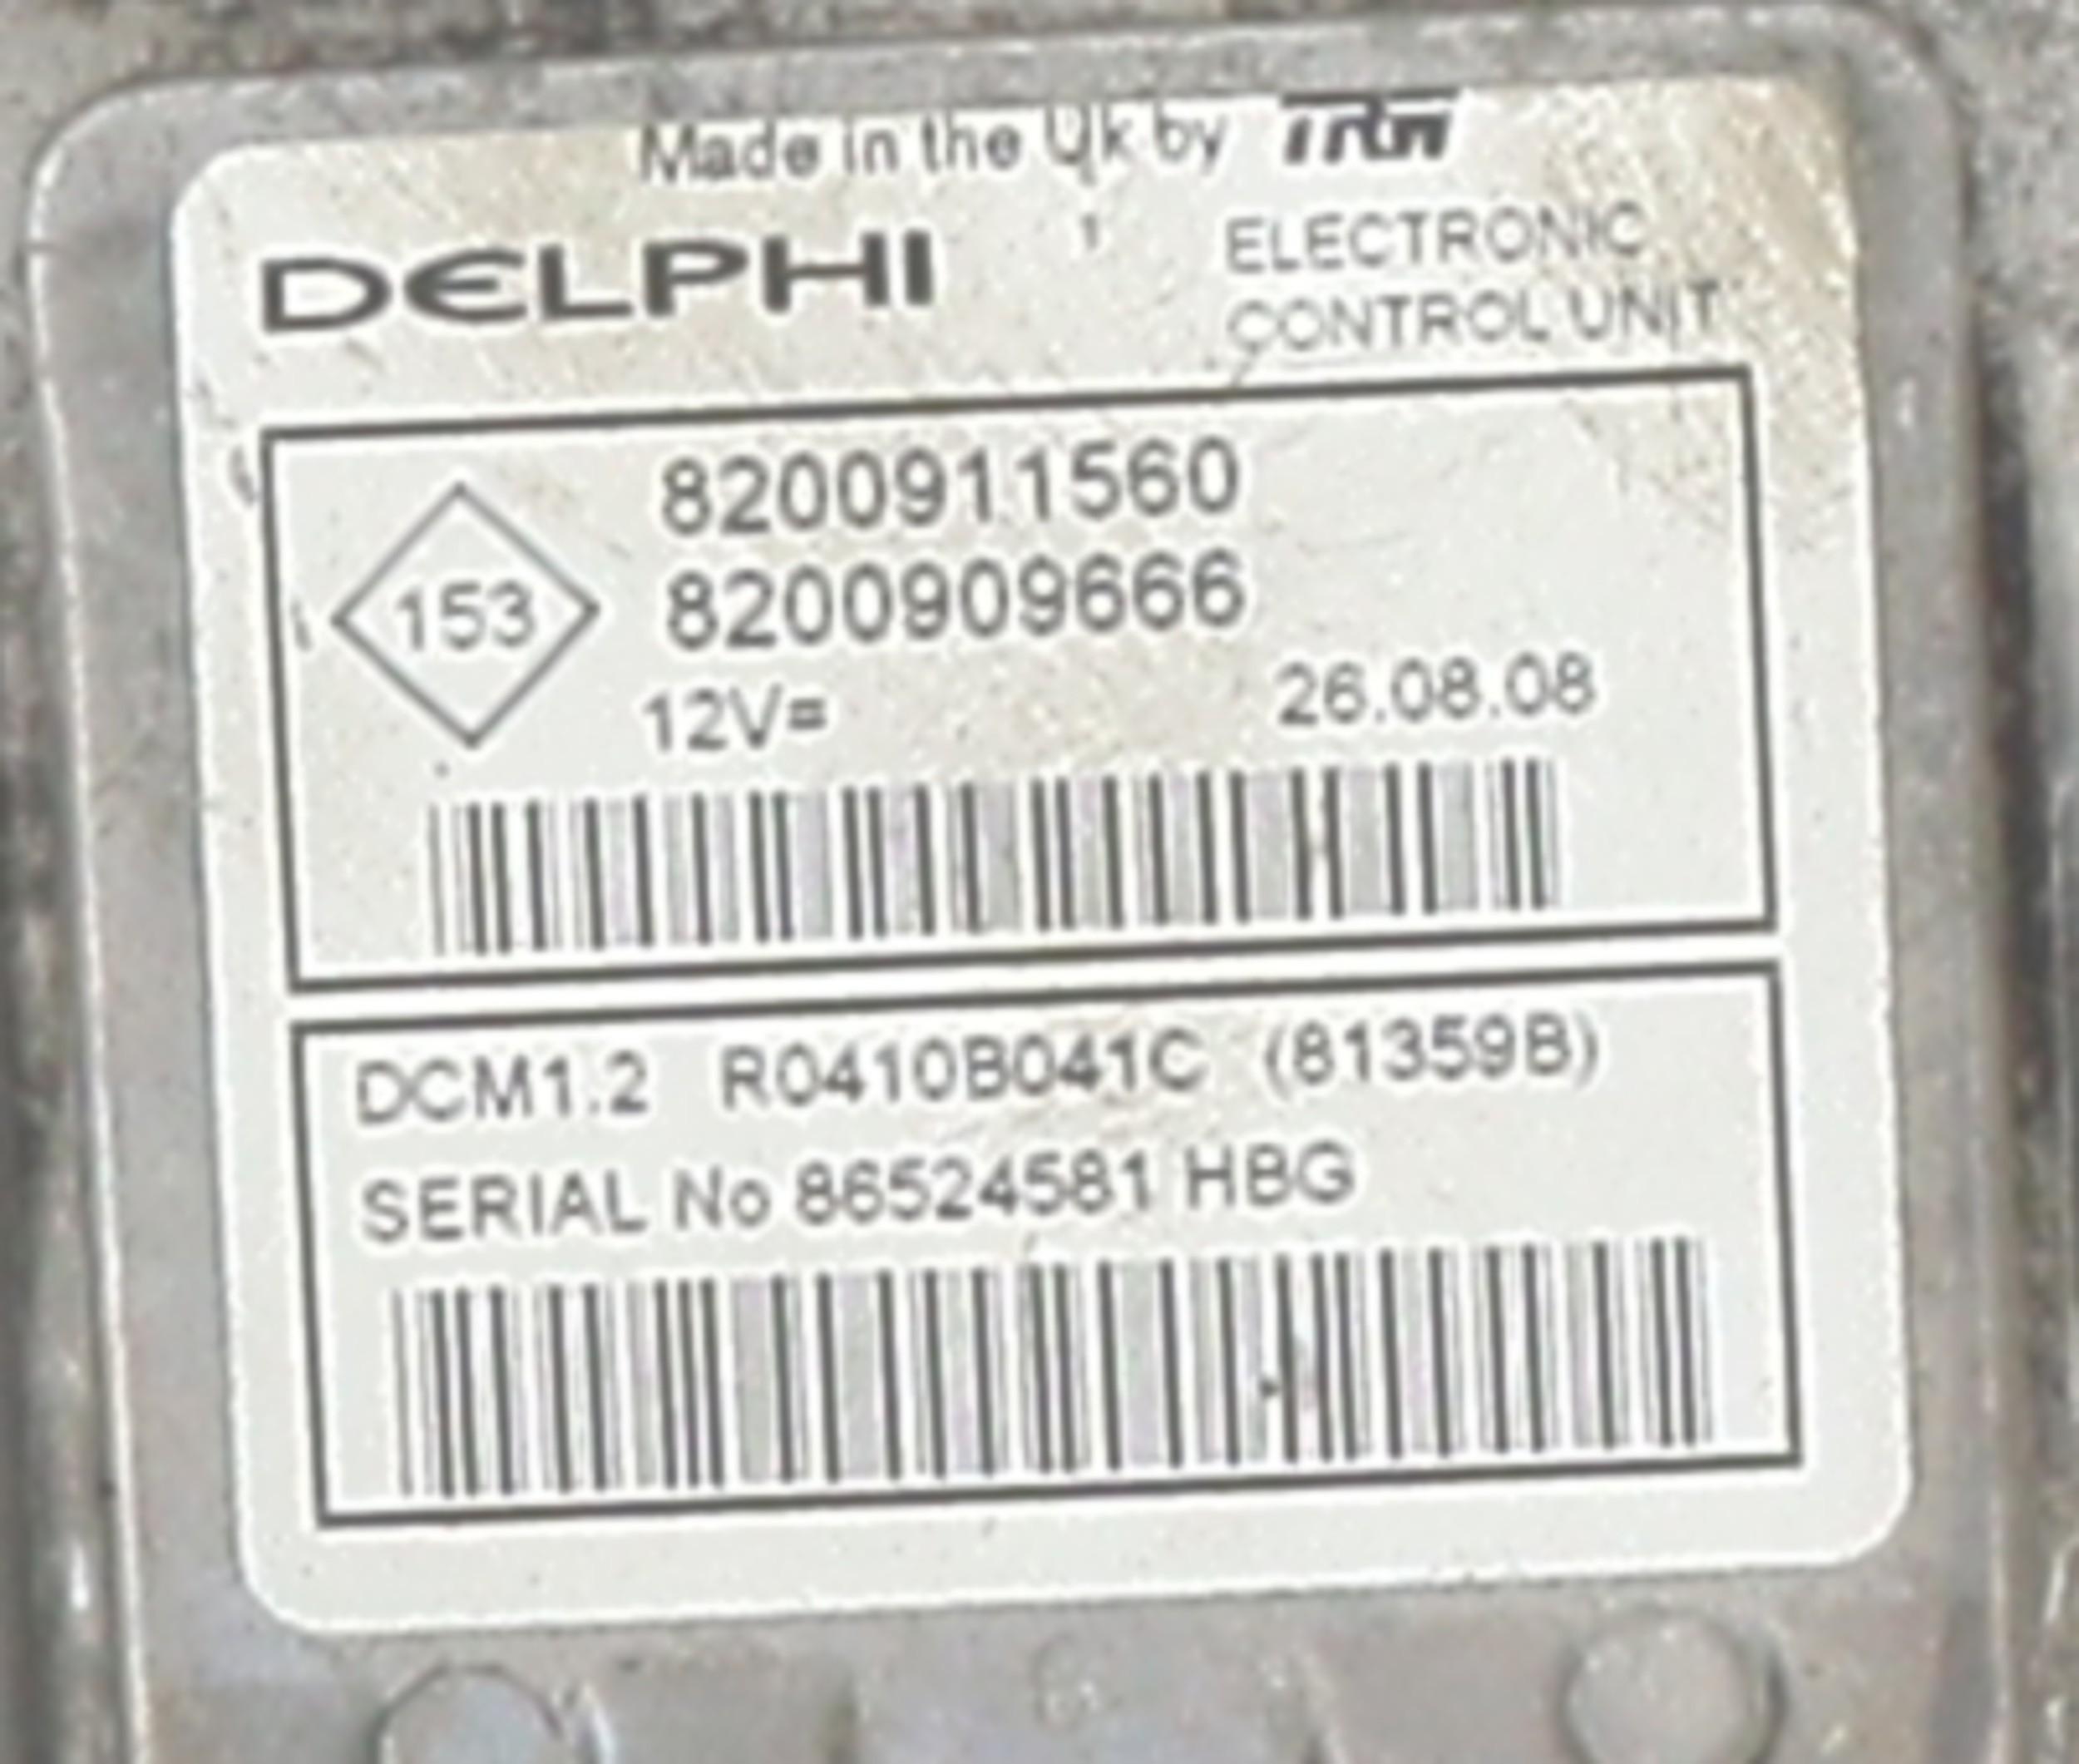 Made in the Uk by TRW
DELPHI
ELECTRONIC
CONTROL UNIT
8200911560
153
8200909666
12V=
26.08.08
DCM1.2 R0410B041C (81359B)
SERIAL No 86524581 HBG